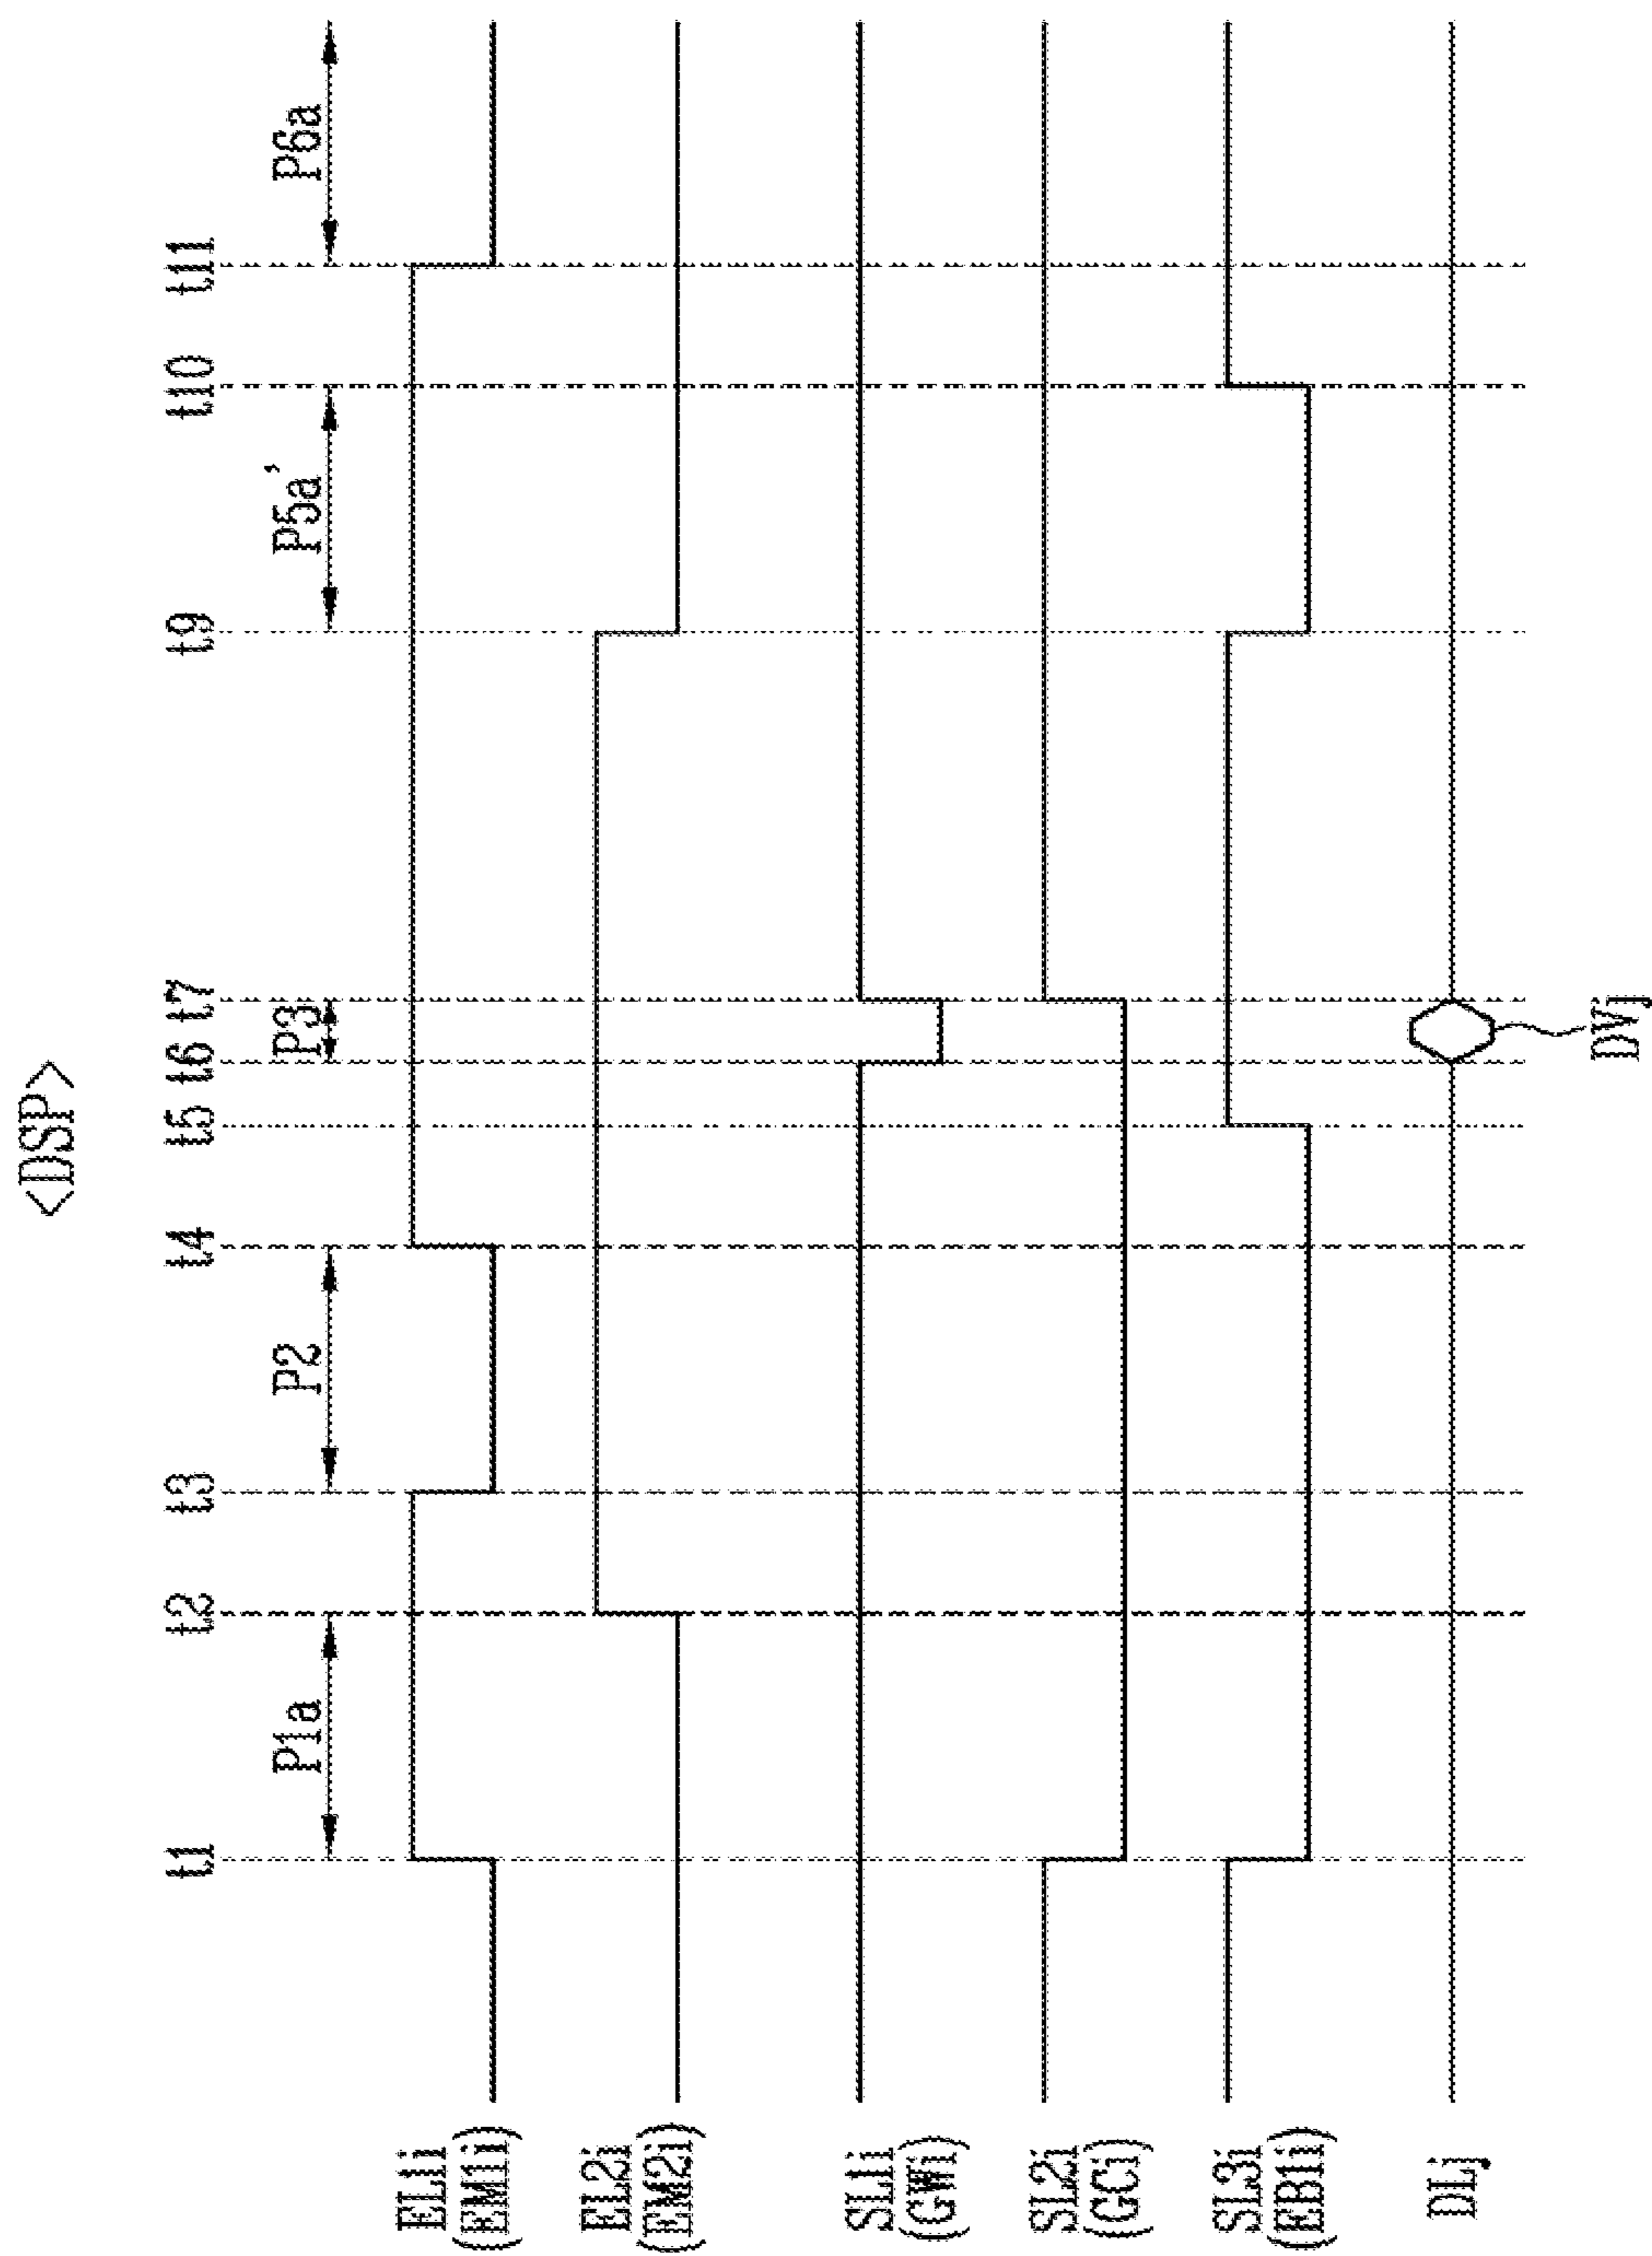 <DSP>
t1 t2 t3 t4 t5 t6 t7 t9 t10 t11
P1a P2 P3 P5a' P6a
EL1i
(EM1i)
EL2i
(EM2i)
SL1i
(GWi)
SL2i
(GCi)
SL3i
(EB1i)
DLj
DVj